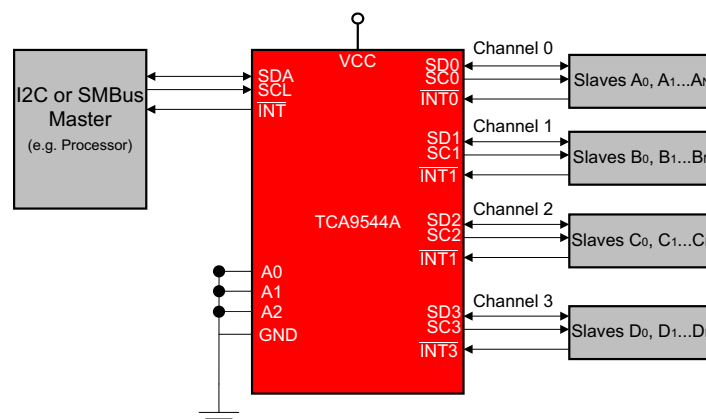 VCC
I2C or SMBus
Master
(e.g. Processor)
SDA
SCL
INT
A0
A1
A2
GND
TCA9544A
Channel 0
SD0
SC0
INT0
Slaves A0, A1...AN
Channel 1
SD1
SC1
INT1
Slaves B0, B1...B
Channel 2
SD2
SC2
INT1
Slaves C0, C1...C
Channel 3
SD3
SC3
INT3
Slaves D0, D1...D